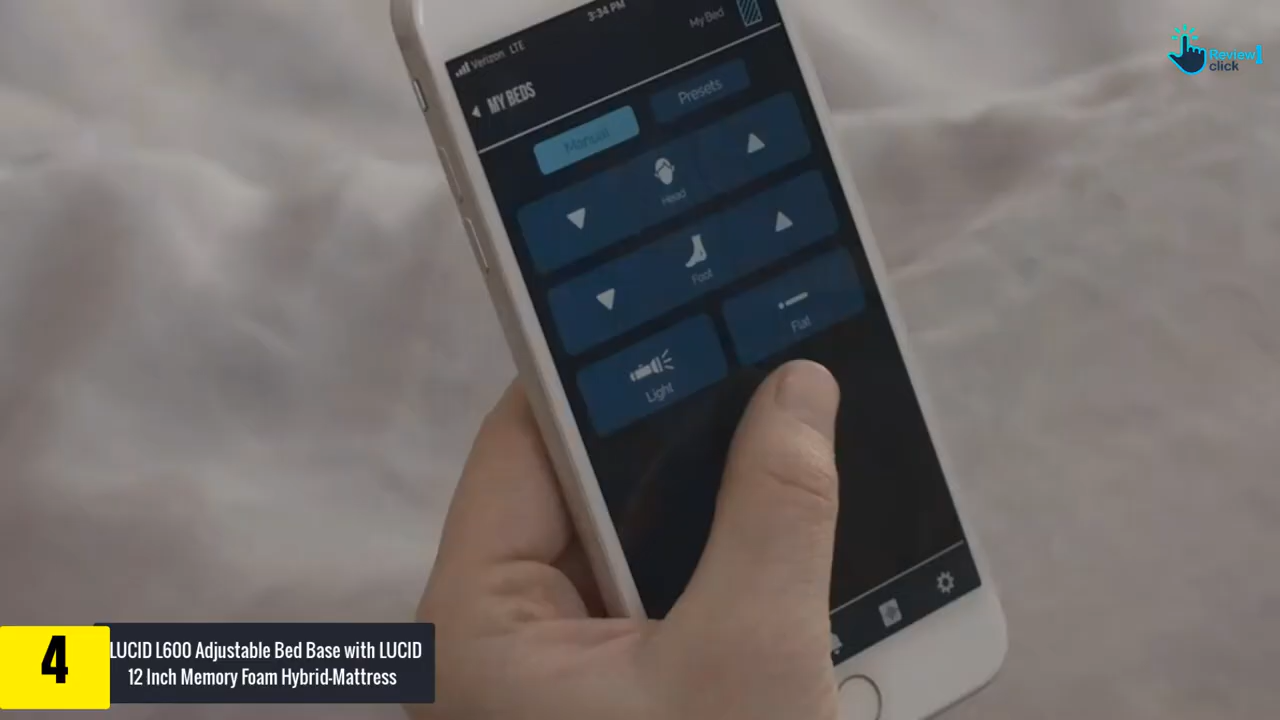 3:34 PM
Verizon LTE
My Bed
MY BEDS
Manual
Presets
Head
Foot
Flat
Light
Review1
click
4
LUCID L600 Adjustable Bed Base with LUCID
12 Inch Memory Foam Hybrid-Mattress